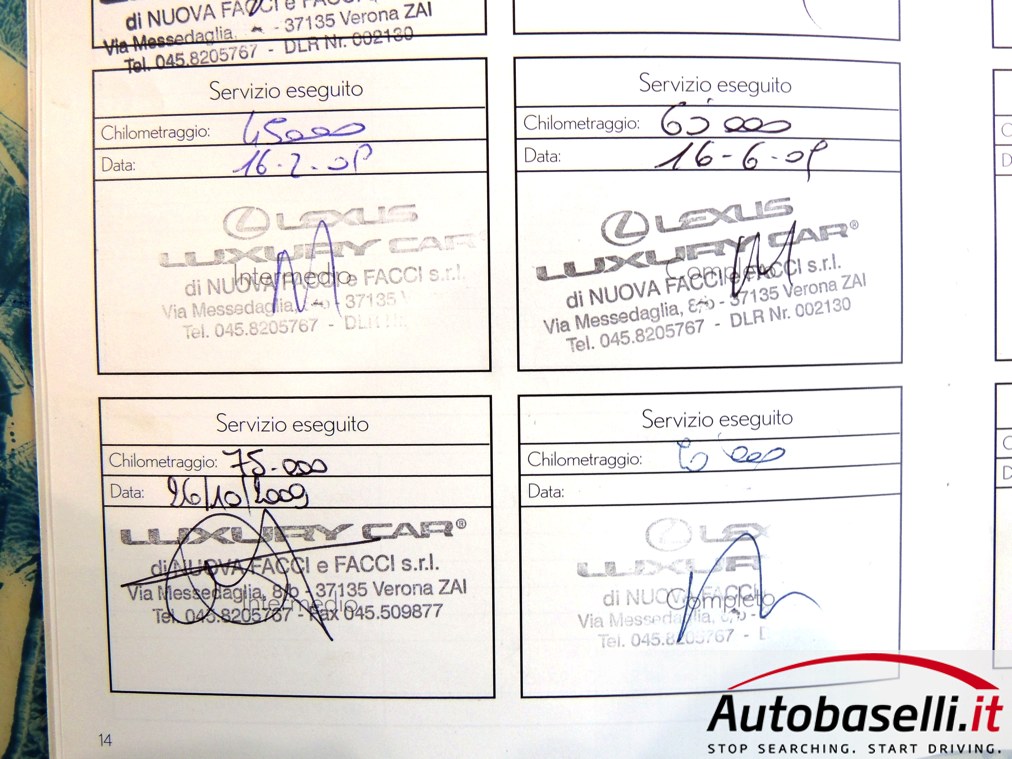 di NUOVA FACCI e FACCI
Via Messedaglia, - 37135 Verona ZAI
Tel. 045.8205767 - DLR Nr. 002130
Servizio eseguito
Chilometraggio: 45000
Data: 16-2-09
LEXUS
LUXURY CAR
Intermedio
di NUOVA e FACCI s.r.l.
Via Messedaglia, - 37135
Tel. 045.8205767 - DLR
Servizio eseguito
Chilometraggio: 60 000
Data: 16-6-09
LEXUS
LUXURY CAR®
di NUOVA FACCI e FACCI s.r.l.
Via Messedaglia, 8/b - 37135 Verona ZAI
Tel. 045.8205767 - DLR Nr. 002130
Servizio eseguito
Chilometraggio: 75.000
Data: 26/10/2009
LUXURY CAR®
di NUOVA FACCI e FACCI s.r.l.
Via Messedaglia, 8/b - 37135 Verona ZAI
Intermedio
Tel. 045.8205767 - Fax 045.509877
Servizio eseguito
Chilometraggio: 000
Data:
LEX
LUXUR
di NUOVA FACCI
Completo
Via Messedaglia,
Tel. 045.8205767 -
14
Autobaselli.it
STOP SEARCHING. START DRIVING.